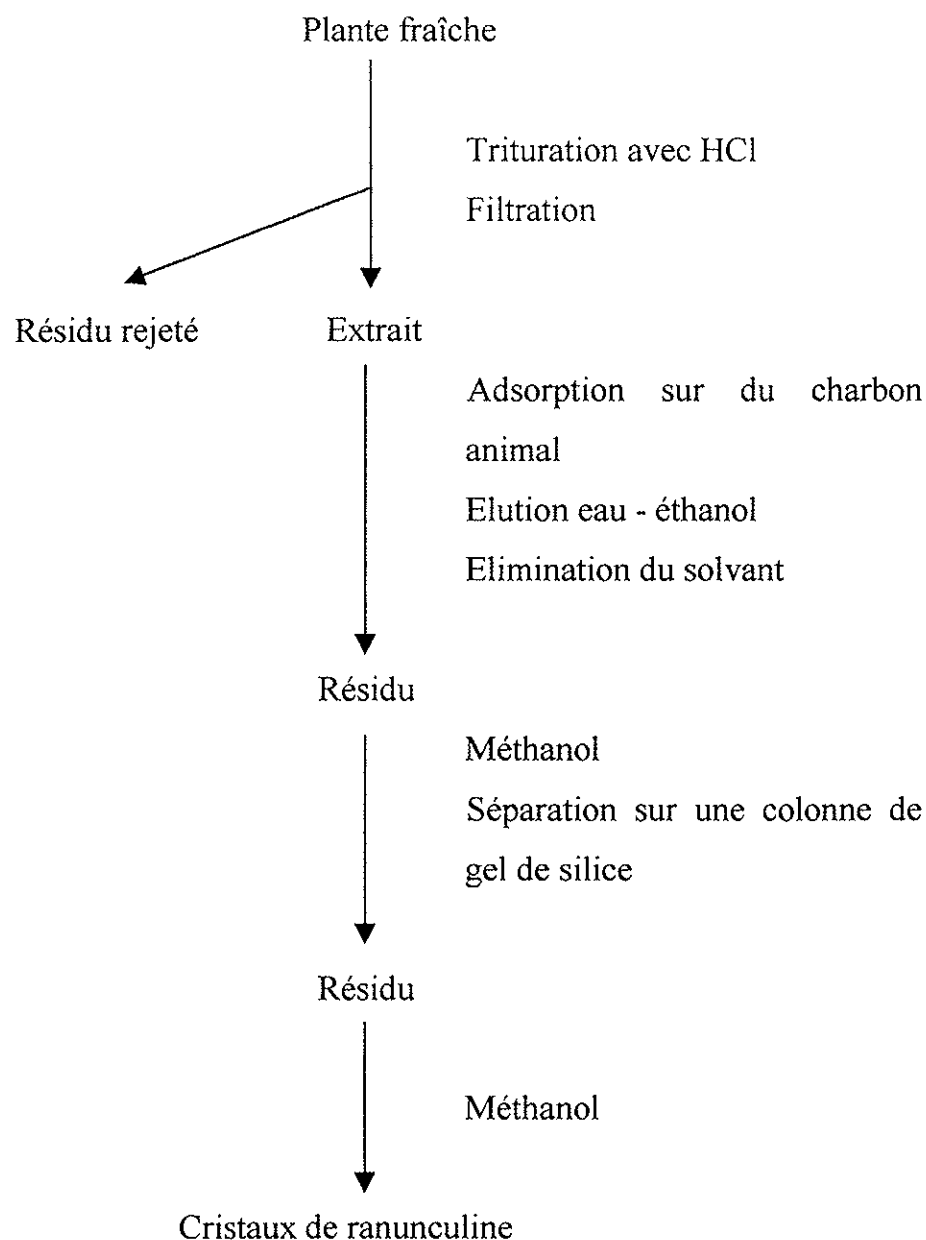 Plante fraîche
Trituration avec HCl
Filtration
Résidu rejeté
Extrait
Adsorption sur du charbon
animal
Elution eau - éthanol
Elimination du solvant
Résidu
Méthanol
Séparation sur une colonne de
gel de silice
Résidu
Méthanol
Cristaux de ranunculine